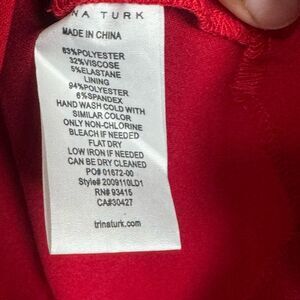 NA TURK
MADE IN CHINA
63%POLYESTER
32%VISCOSE
5%ELASTANE
LINING
94%POLYESTER
6%SPANDEX
HAND WASH COLD WITH
SIMILAR COLOR
ONLY NON-CHLORINE
BLEACH IF NEEDED
FLAT DRY
LOW IRON IF NEEDED
CAN BE DRY CLEANED
PO# 01672-00
Style# 2009110LD1
RN# 93415
CA#30427
trinaturk.com